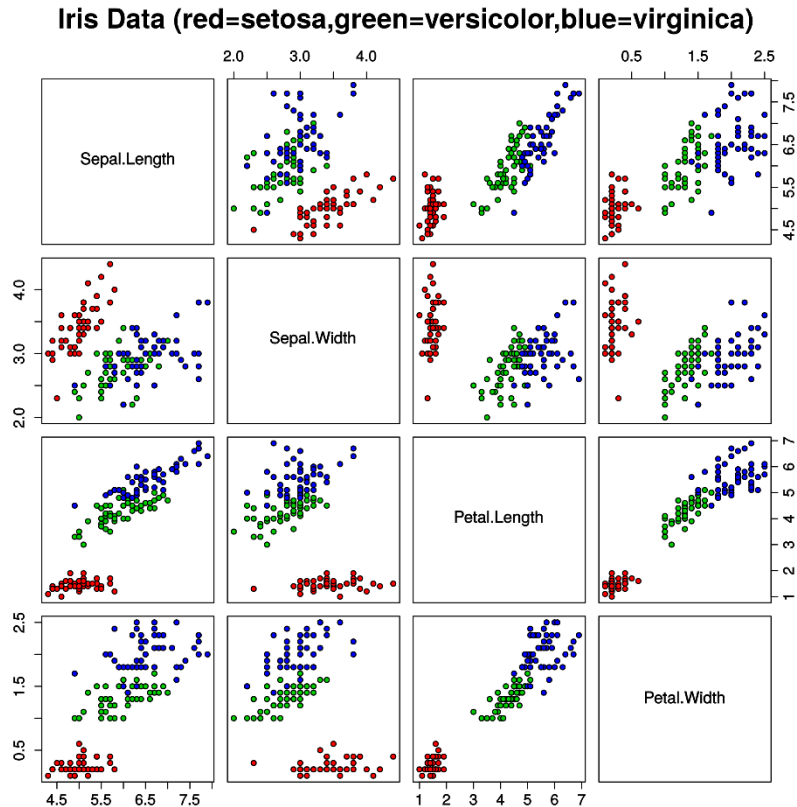 Iris Data (red=setosa,green=versicolor,blue=virginica)
2.0 3.0 4.0
0.5 1.5 2.5
Sepal.Length
4.5 5.5 6.5 7.5
2.0 3.0 4.0
Sepal.Width
Petal.Length
1 2 3 4 5 6 7
0.5 1.5 2.5
Petal.Width
4.5 5.5 6.5 7.5
1 2 3 4 5 6 7